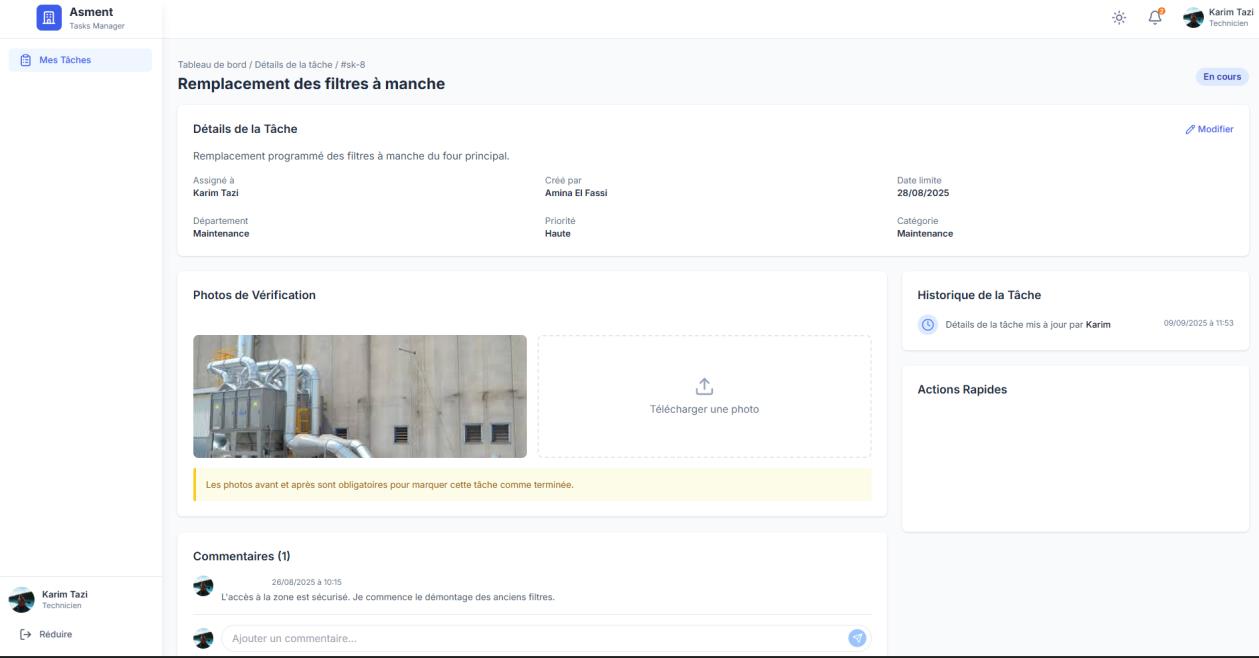 Asment
Tasks Manager
2
Karim Tazi
Technicien
Mes Tâches
Tableau de bord / Détails de la tâche / #sk-8
Remplacement des filtres à manche
En cours
Détails de la Tâche
Modifier
Remplacement programmé des filtres à manche du four principal.
Assigné à
Karim Tazi
Créé par
Amina El Fassi
Date limite
28/08/2025
Département
Maintenance
Priorité
Haute
Catégorie
Maintenance
Photos de Vérification
Télécharger une photo
Les photos avant et après sont obligatoires pour marquer cette tâche comme terminée.
Historique de la Tâche
Détails de la tâche mis à jour par Karim
09/09/2025 à 11:53
Actions Rapides
Commentaires (1)
26/08/2025 à 10:15
L'accès à la zone est sécurisé. Je commence le démontage des anciens filtres.
Ajouter un commentaire...
Karim Tazi
Technicien
Réduire